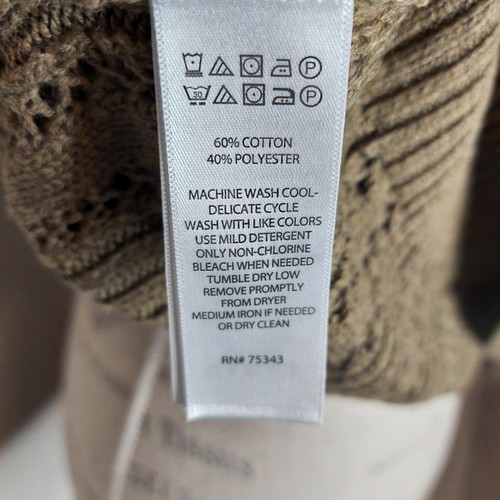 30
60% COTTON
40% POLYESTER
MACHINE WASH COOL-
DELICATE CYCLE
WASH WITH LIKE COLORS
USE MILD DETERGENT
ONLY NON-CHLORINE
BLEACH WHEN NEEDED
TUMBLE DRY LOW
REMOVE PROMPTLY
FROM DRYER
MEDIUM IRON IF NEEDED
OR DRY CLEAN
RN# 75343